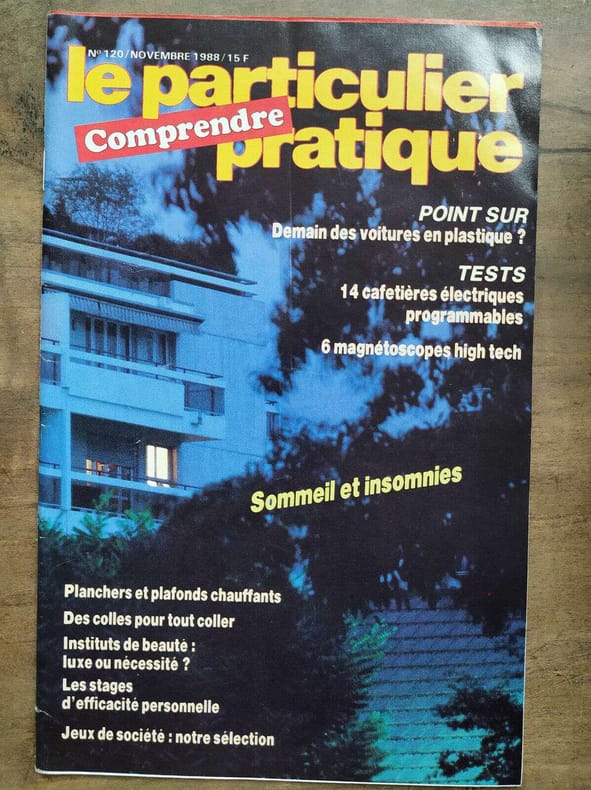 N° 120/NOVEMBRE 1988/15 F
le particulier
Comprendre
pratique
POINT SUR
Demain des voitures en plastique ?
TESTS
14 cafetières électriques
programmables
6 magnétoscopes high tech
Sommeil et insomnies
Planchers et plafonds chauffants
Des colles pour tout coller
Instituts de beauté :
luxe ou nécessité ?
Les stages
d'efficacité personnelle
Jeux de société : notre sélection